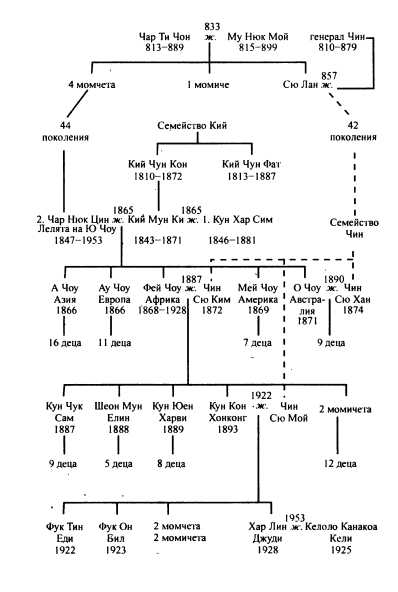 833
Чар Ти Чон ж. Му Нюк Мой генерал Чин
813–889 815–899 810–879
857
4 момчета 1 момиче Сю Лан ж.
44 Семейство Кий 42
поколения поколения
Кий Чун Кон Кий Чун Фат
1810–1872 1813–1887
1865 1865
2. Чар Нюк Цин ж. Кий Мун Ки ж. 1. Кун Хар Сим
Лелята на Ю Чоу
1847–1953 1843–1871 1846–1881
Семейство
Чин
1887 1890
А Чоу Ау Чоу Фей Чоу ж. Чин Мей Чоу О Чоу ж. Чин
Азия Европа Африка Сю Ким Америка Австра- Сю Хан
1866 1866 1868–1928 1872 1869 лия 1874
1871
16 деца 11 деца 7 деца 9 деца
1922
Кун Чук Шеон Мун Кун Юен Кун Кон ж. Чин 2 момичета
Сам Елин Харви Хонконг Сю Мой
1887 1888 1889 1893
9 деца 5 деца 8 деца 12 деца
1953
Фук Тин Фук Он 2 момчета Хар Лин ж. Келоло Канакоа
Еди Бил 2 момичета Джуди Кели
1922 1923 1928 1925